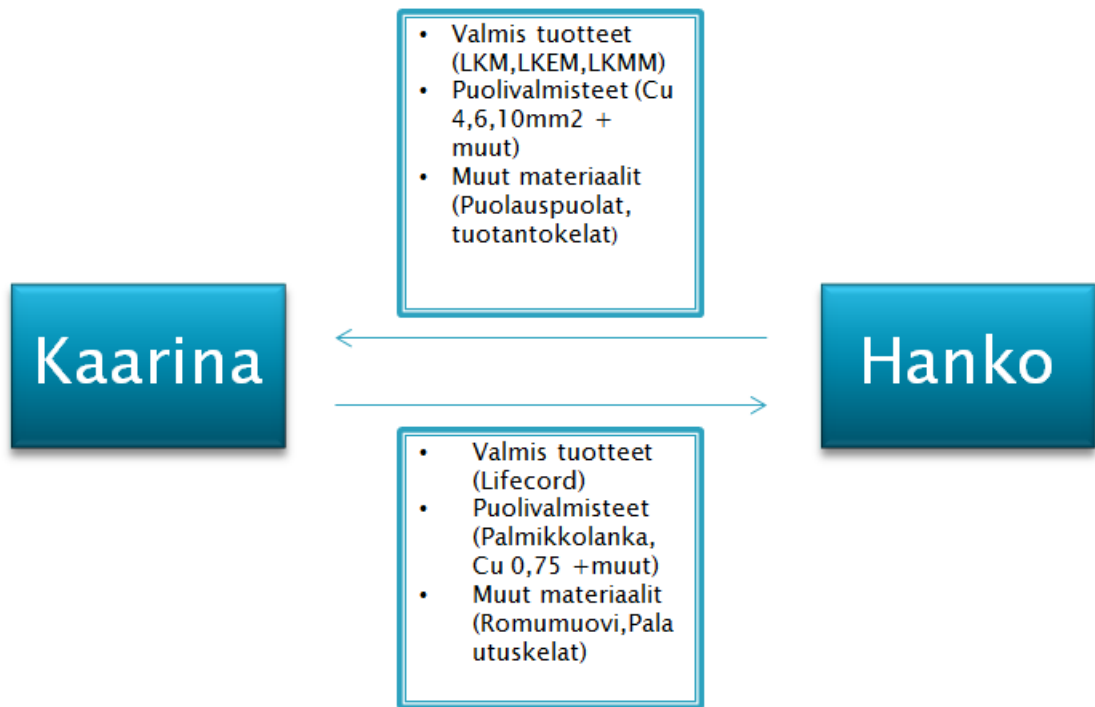 • Valmis tuotteet
(LKM,LKEM,LKMM)
• Puolivalmisteet (Cu
4,6,10mm2 +
muut)
• Muut materiaalit
(Puolauspuolat,
tuotantokelat)
Kaarina
Hanko
• Valmis tuotteet
(Lifecord)
• Puolivalmisteet
(Palmikkolanka,
Cu 0,75 +muut)
• Muut materiaalit
(Romumuovi,Pala
utuskelat)